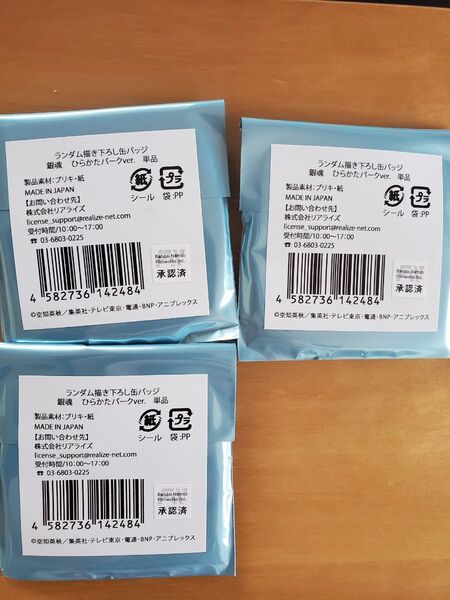 ランダム描き下ろし缶バッジ
銀魂 ひらかたパークver. 単品
製品素材:ブリキ・紙
MADE IN JAPAN
【お問い合わせ先】
株式会社リアライズ
license_support@realize-net.com
受付時間/10:00〜17:00
☎ 03-6803-0225
紙
シール
プラ
袋:PP
Bandai Namco
Filmworks Inc.
承認済
4 582736 142484
©空知英秋/集英社・テレビ東京・電通・BNP・アニプレックス
ランダム描き下ろし缶バッジ
銀魂 ひらかたパークver. 単品
製品素材:ブリキ・紙
MADE IN JAPAN
【お問い合わせ先】
株式会社リアライズ
license_support@realize-net.com
受付時間/10:00〜17:00
☎ 03-6803-0225
紙
シール
プラ
袋:PP
Bandai Namco
Filmworks Inc.
承認済
4 582736 142484
©空知英秋/集英社・テレビ東京・電通・BNP・アニプレックス
ランダム描き下ろし缶バッジ
銀魂 ひらかたパークver. 単品
製品素材:ブリキ・紙
MADE IN JAPAN
【お問い合わせ先】
株式会社リアライズ
license_support@realize-net.com
受付時間/10:00〜17:00
☎ 03-6803-0225
紙
シール
プラ
袋:PP
Bandai Namco
Filmworks Inc.
承認済
4 582736 142484
©空知英秋/集英社・テレビ東京・電通・BNP・アニプレックス